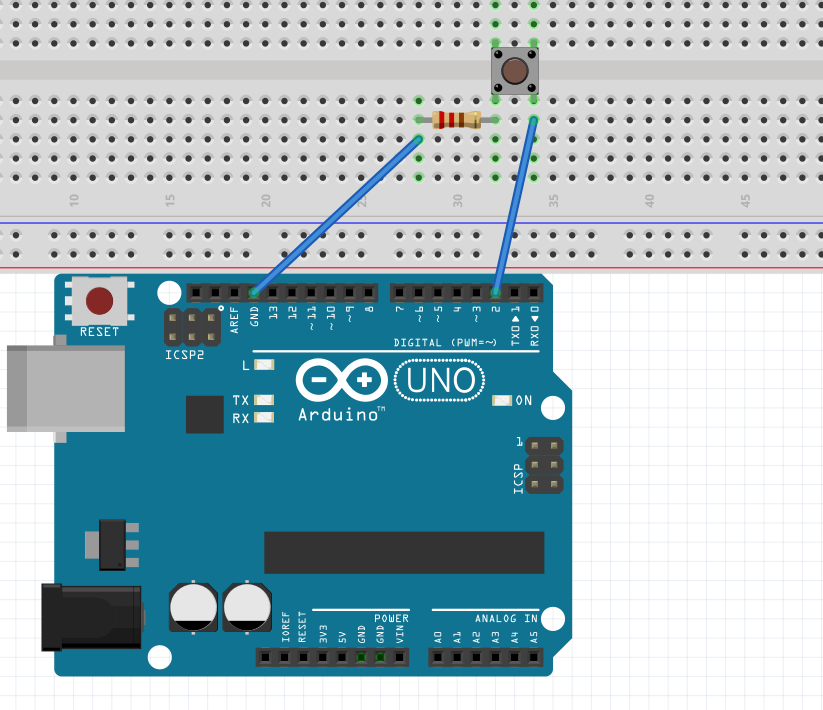 10 15 20 25 30 35 40 45
RESET
ICSP2
AREF
GND
13
12
~11
~10
~9
8
7
~6
~5
4
~3
2
TX0▶1
RX0◀0
DIGITAL (PWM=~)
L
TX
RX
UNO
ON
Arduino™
1
ICSP
POWER
ANALOG IN
IOREF
RESET
3V3
5V
GND
GND
VIN
A0
A1
A2
A3
A4
A5